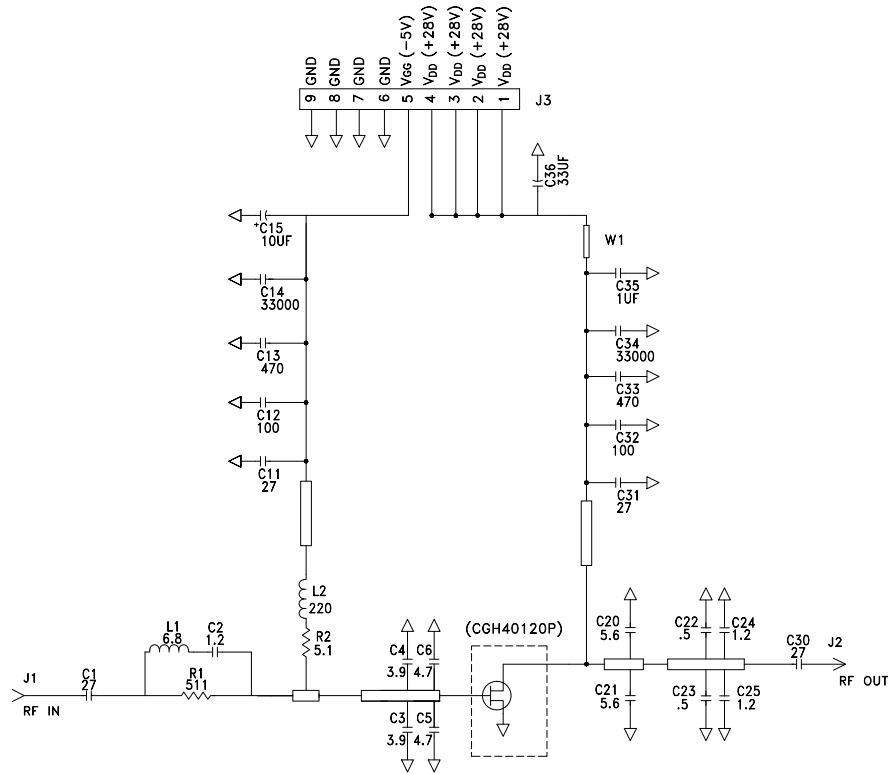 9 GND
8 GND
7 GND
6 GND
5 VGG (-5V)
4 VDD (+28V)
3 VDD (+28V)
2 VDD (+28V)
1 VDD (+28V)
J3
C36
33UF
+C15
10UF
W1
C14
33000
C35
1UF
C13
470
C34
33000
C33
470
C12
100
C32
100
C11
27
C31
27
L2
220
R2
5.1
L1
6.8
C2
1.2
R1
511
J1
RF IN
C1
27
C4
3.9
C6
4.7
C3
3.9
C5
4.7
(CGH40120P)
C20
5.6
C22
.5
C24
1.2
C21
5.6
C23
.5
C25
1.2
C30
27
J2
RF OUT